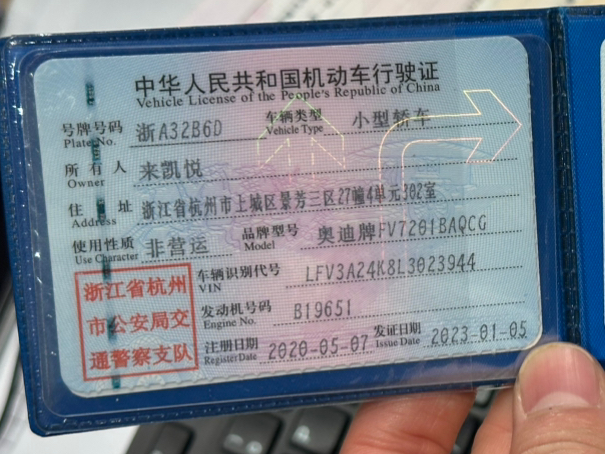 中华人民共和国机动车行驶证
Vehicle License of the People's Republic of China
号牌号码 浙A32B6D 车辆类型 小型轿车
Plate No. Vehicle Type
所有人 来凯悦
Owner
住址 浙江省杭州市上城区景芳三区27幢4单元302室
Address
使用性质 非营运 品牌型号 奥迪牌FV7201BAQCG
Use Character Model
浙江省杭州
市公安局交
通警察支队
车辆识别代号 LFV3A24K8L3023944
VIN
发动机号码 B19651
Engine No.
注册日期 2020-05-07 发证日期 2023-01-05
Register Date Issue Date